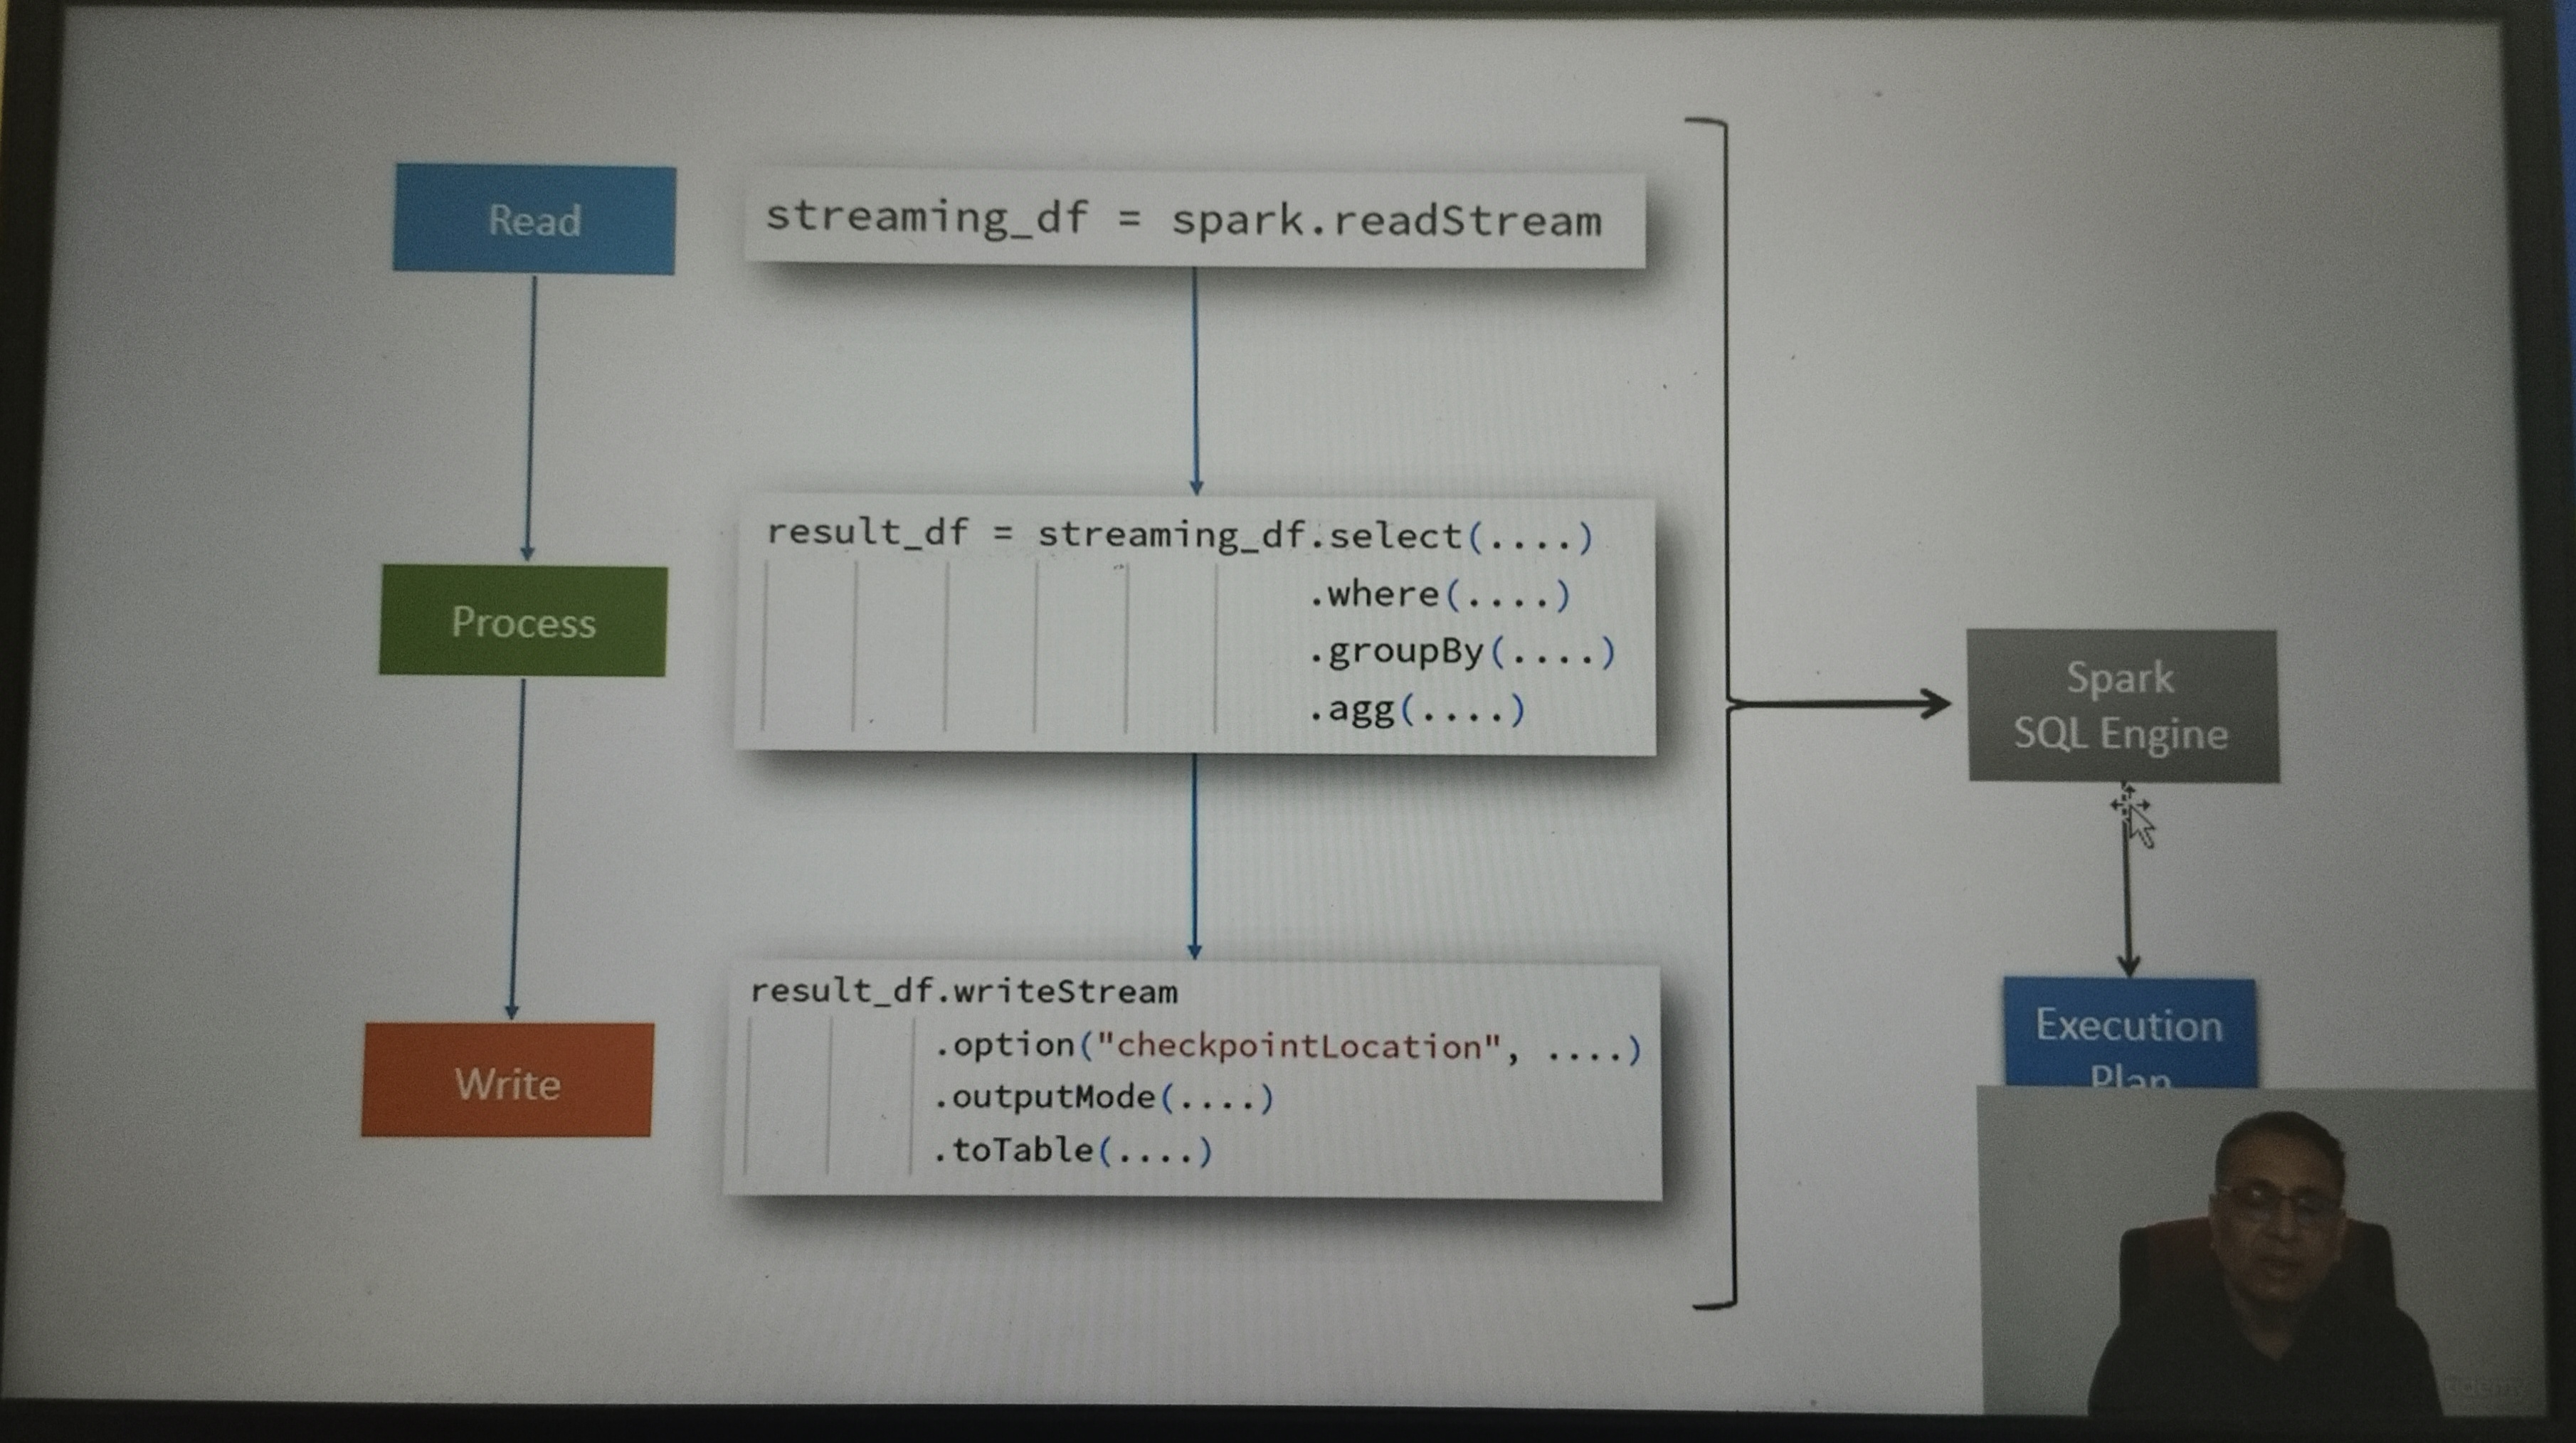 Read
streaming_df = spark.readStream
Process
result_df = streaming_df.select(....)
.where(....)
.groupBy(....)
.agg(....)
Write
result_df.writeStream
.option("checkpointLocation", ....)
.outputMode(....)
.toTable(....)
Spark
SQL Engine
Execution
Plan